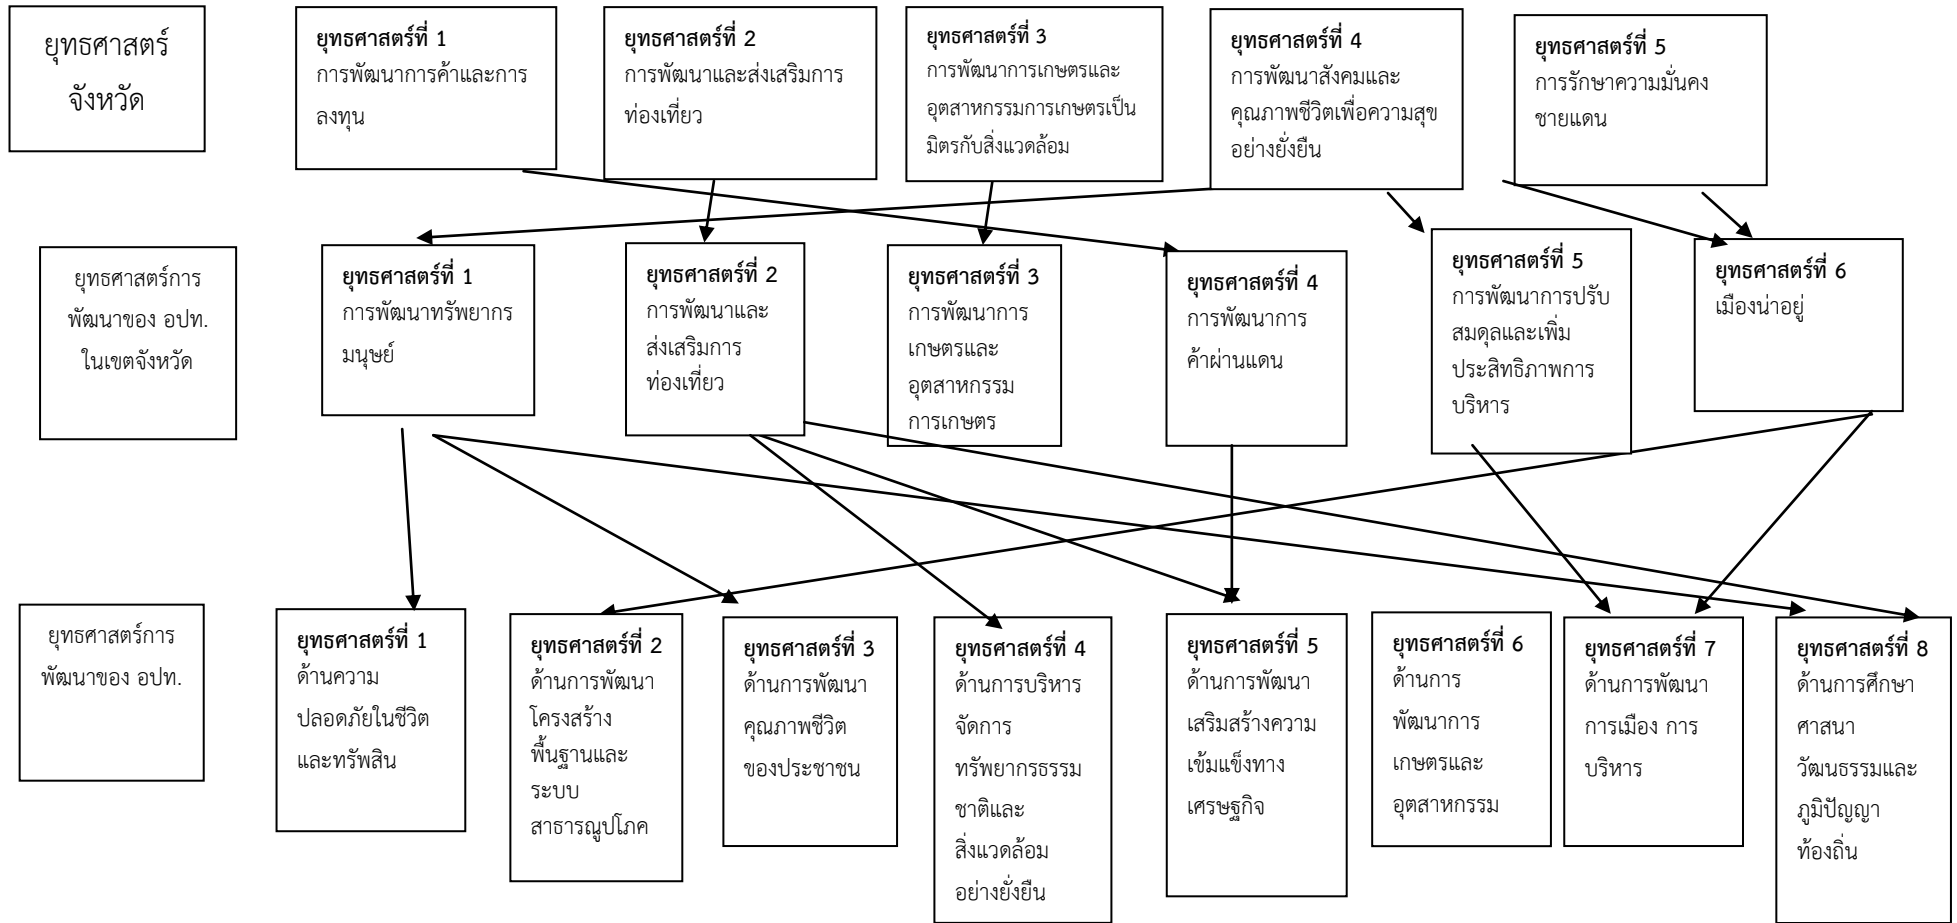 ยุทธศาสตร์
จังหวัด
ยุทธศาสตร์ที่ 1
การพัฒนาการค้าและการ
ลงทุน
ยุทธศาสตร์ที่ 2
การพัฒนาและส่งเสริมการ
ท่องเที่ยว
ยุทธศาสตร์ที่ 3
การพัฒนาการเกษตรและ
อุตสาหกรรมการเกษตรเป็น
มิตรกับสิ่งแวดล้อม
ยุทธศาสตร์ที่ 4
การพัฒนาสังคมและ
คุณภาพชีวิตเพื่อความสุข
อย่างยั่งยืน
ยุทธศาสตร์ที่ 5
การรักษาความมั่นคง
ชายแดน
ยุทธศาสตร์การ
พัฒนาของ อปท.
ในเขตจังหวัด
ยุทธศาสตร์ที่ 1
การพัฒนาทรัพยากร
มนุษย์
ยุทธศาสตร์ที่ 2
การพัฒนาและ
ส่งเสริมการ
ท่องเที่ยว
ยุทธศาสตร์ที่ 3
การพัฒนาการ
เกษตรและ
อุตสาหกรรม
การเกษตร
ยุทธศาสตร์ที่ 4
การพัฒนาการ
ค้าผ่านแดน
ยุทธศาสตร์ที่ 5
การพัฒนาการปรับ
สมดุลและเพิ่ม
ประสิทธิภาพการ
บริหาร
ยุทธศาสตร์ที่ 6
เมืองน่าอยู่
ยุทธศาสตร์การ
พัฒนาของ อปท.
ยุทธศาสตร์ที่ 1
ด้านความ
ปลอดภัยในชีวิต
และทรัพสิน
ยุทธศาสตร์ที่ 2
ด้านการพัฒนา
โครงสร้าง
พื้นฐานและ
ระบบ
สาธารณูปโภค
ยุทธศาสตร์ที่ 3
ด้านการพัฒนา
คุณภาพชีวิต
ของประชาชน
ยุทธศาสตร์ที่ 4
ด้านการบริหาร
จัดการ
ทรัพยากรธรรม
ชาติและ
สิ่งแวดล้อม
อย่างยั่งยืน
ยุทธศาสตร์ที่ 5
ด้านการพัฒนา
เสริมสร้างความ
เข้มแข็งทาง
เศรษฐกิจ
ยุทธศาสตร์ที่ 6
ด้านการ
พัฒนาการ
เกษตรและ
อุตสาหกรรม
ยุทธศาสตร์ที่ 7
ด้านการพัฒนา
การเมือง การ
บริหาร
ยุทธศาสตร์ที่ 8
ด้านการศึกษา
ศาสนา
วัฒนธรรมและ
ภูมิปัญญา
ท้องถิ่น